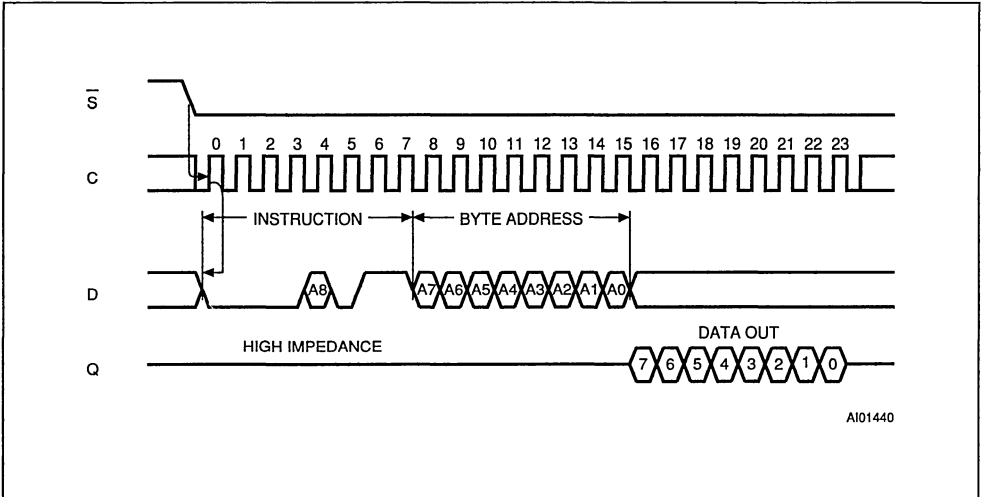 S
0 1 2 3 4 5 6 7 8 9 10 11 12 13 14 15 16 17 18 19 20 21 22 23
C
INSTRUCTION BYTE ADDRESS
D A8 A7 A6 A5 A4 A3 A2 A1 A0
HIGH IMPEDANCE DATA OUT
Q 7 6 5 4 3 2 1 0
AI01440